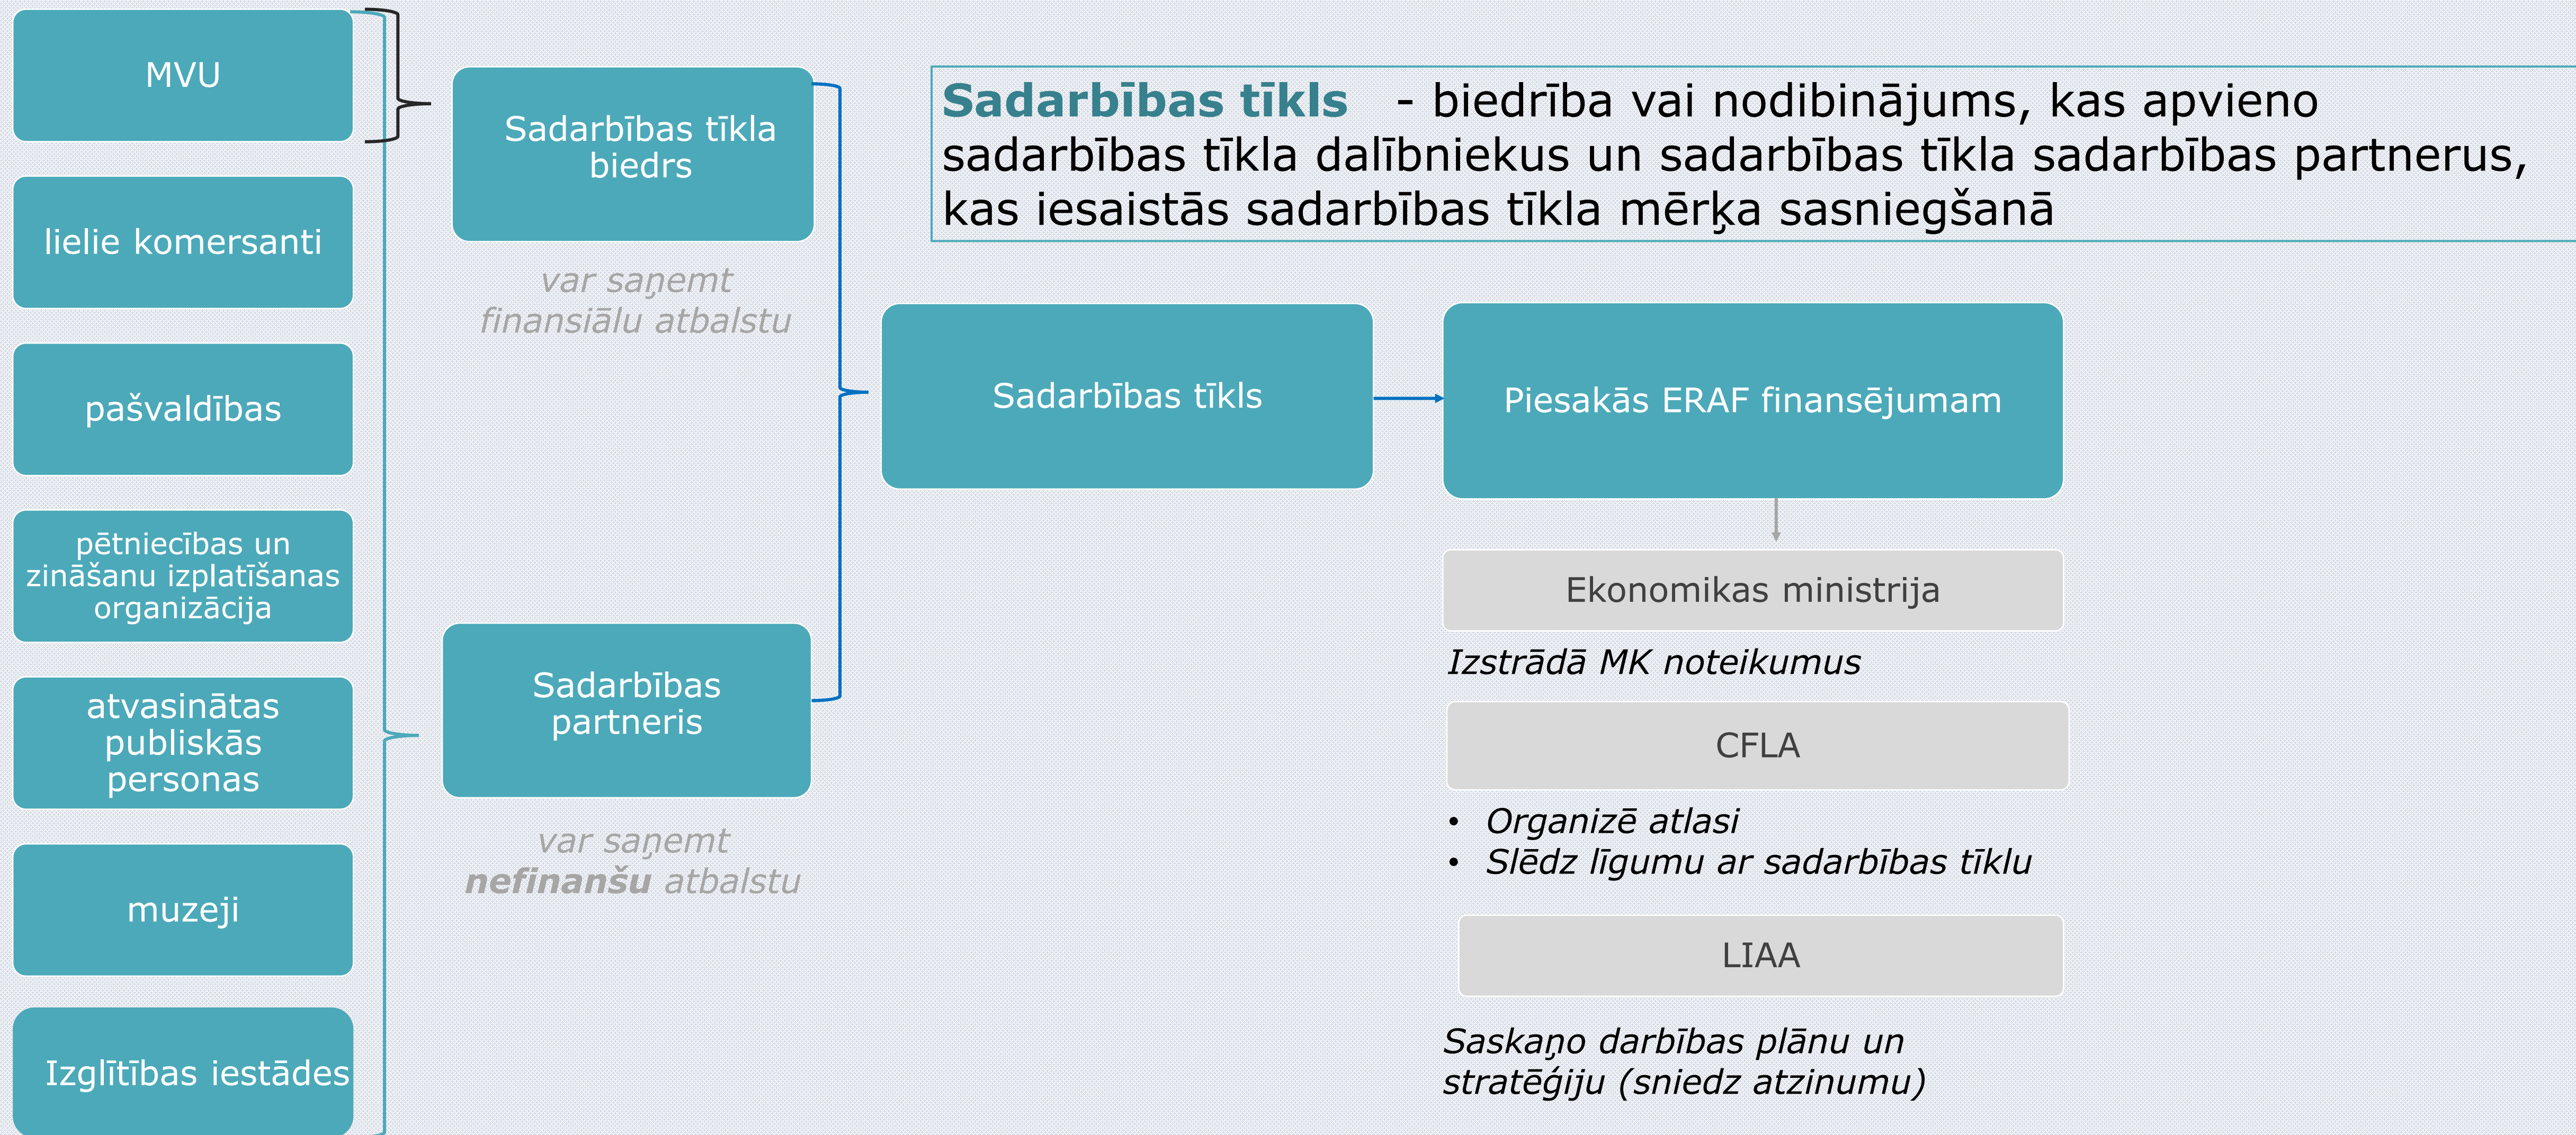 MVU
lielie komersanti
pašvaldības
pētniecības un
zināšanu izplatīšanas
organizācija
atvasinātas
publiskās
personas
muzeji
Izglītības iestādes
Sadarbības tīkla
biedrs
var saņemt
finansiālu atbalstu
Sadarbības
partneris
var saņemt
nefinanšu atbalstu
Sadarbības tīkls - biedrība vai nodibinājums, kas apvieno
sadarbības tīkla dalībniekus un sadarbības tīkla sadarbības partnerus,
kas iesaistās sadarbības tīkla mērķa sasniegšanā
Sadarbības tīkls
Piesakās ERAF finansējumam
Ekonomikas ministrija
Izstrādā MK noteikumus
CFLA
• Organizē atlasi
• Slēdz līgumu ar sadarbības tīklu
LIAA
Saskaņo darbības plānu un
stratēģiju (sniedz atzinumu)